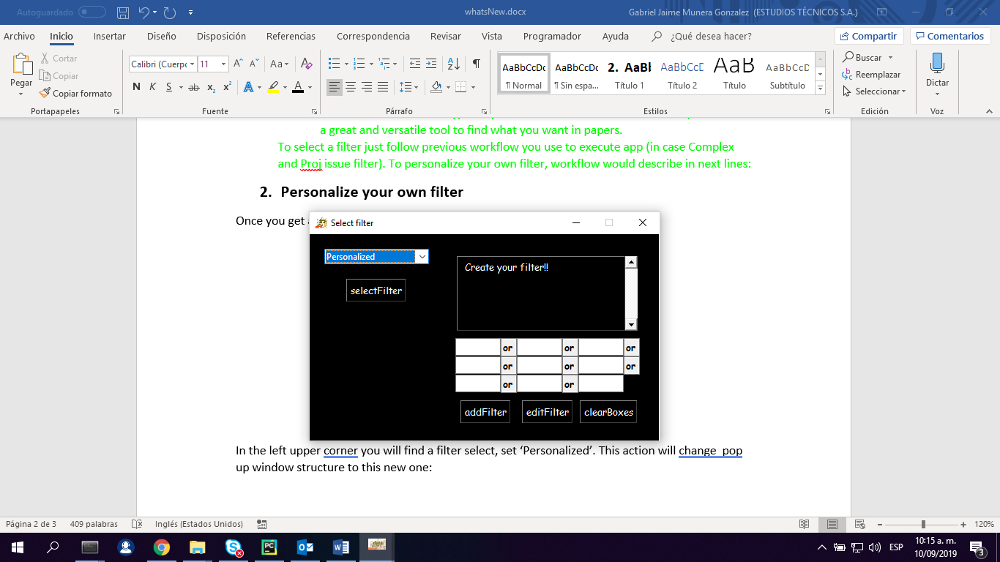 Autoguardado
whatsNew.docx
Gabriel Jaime Munera Gonzalez (ESTUDIOS TÉCNICOS S.A.)
Archivo Inicio Insertar Diseño Disposición Referencias Correspondencia Revisar Vista Programador Ayuda ¿Qué desea hacer? Compartir Comentarios
Pegar
Cortar
Copiar
Copiar formato
Portapapeles
Calibri (Cuerpo 11
N K S ab x₂ x²
Fuente
Párrafo
AaBbCcDc AaBbCcDc 2. AaBl AaBbCcD AaB AaBbCcD
¶ Normal ¶ Sin espa... Título 1 Título 2 Título Subtítulo
Estilos
Buscar
Reemplazar
Seleccionar
Edición
Dictar
Voz
a great and versatile tool to find what you want in papers.
To select a filter just follow previous workflow you use to execute app (in case Complex
and Proj issue filter). To personalize your own filter, workflow would describe in next lines:
2. Personalize your own filter
Once you get
Select filter
Personalized
selectFilter
Create your filter!!
or or or
or or or
or or
addFilter editFilter clearBoxes
In the left upper corner you will find a filter select, set ‘Personalized’. This action will change pop
up window structure to this new one:
Página 2 de 3 409 palabras Inglés (Estados Unidos) 120%
ESP
10:15 a. m.
10/09/2019
3